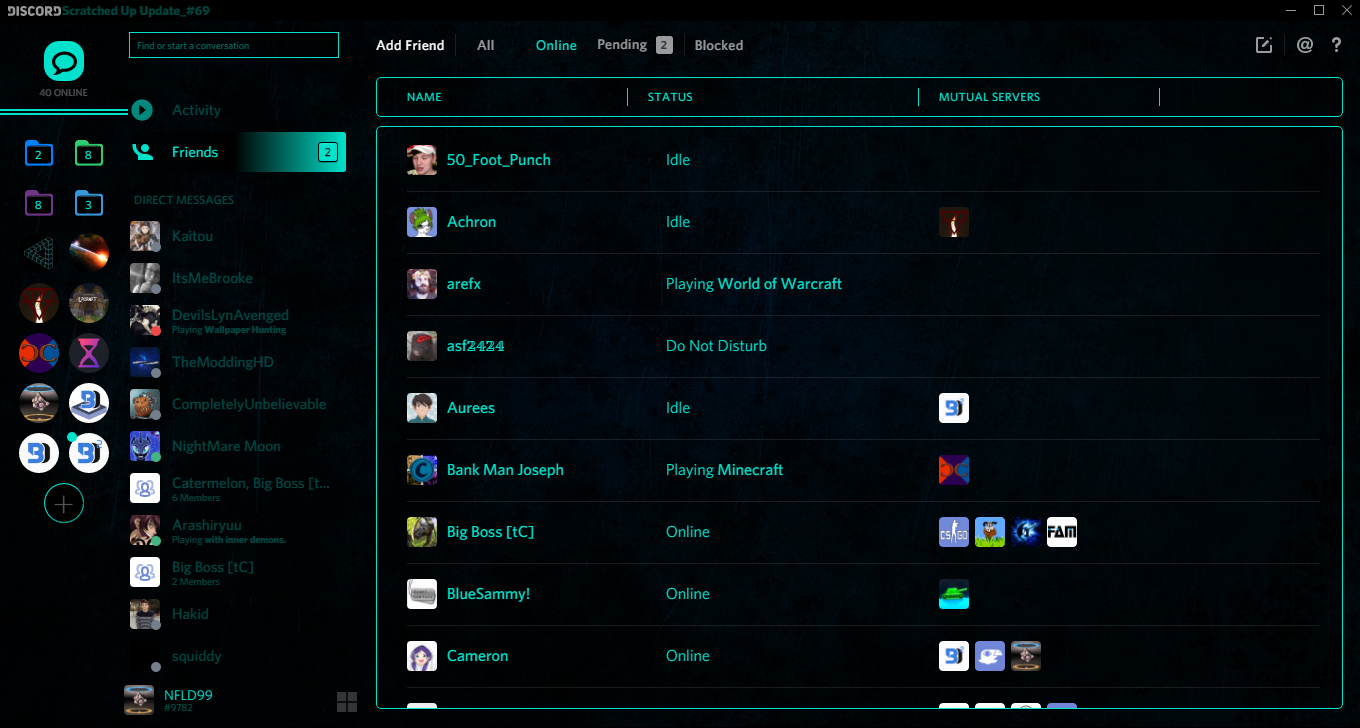 DISCORD Scratched Up Update_#69
Find or start a conversation
Add Friend
All
Online
Pending 2
Blocked
@
?
40 ONLINE
Activity
Friends 2
2
8
8
3
DIRECT MESSAGES
Kaitou
ItsMeBrooke
DevilsLynAvenged
Playing Wallpaper Hunting
TheModdingHD
CompletelyUnbelievable
NightMare Moon
Catermelon, Big Boss [t...
6 Members
Arashiryuu
Playing with inner demons.
Big Boss [tC]
2 Members
Hakid
squiddy
NFLD99
#9782
NAME STATUS MUTUAL SERVERS
50_Foot_Punch Idle
Achron Idle
arefx Playing World of Warcraft
asf2424 Do Not Disturb
Aurees Idle
Bank Man Joseph Playing Minecraft
Big Boss [tC] Online CS GO FAM
BlueSammy! Online
Cameron Online